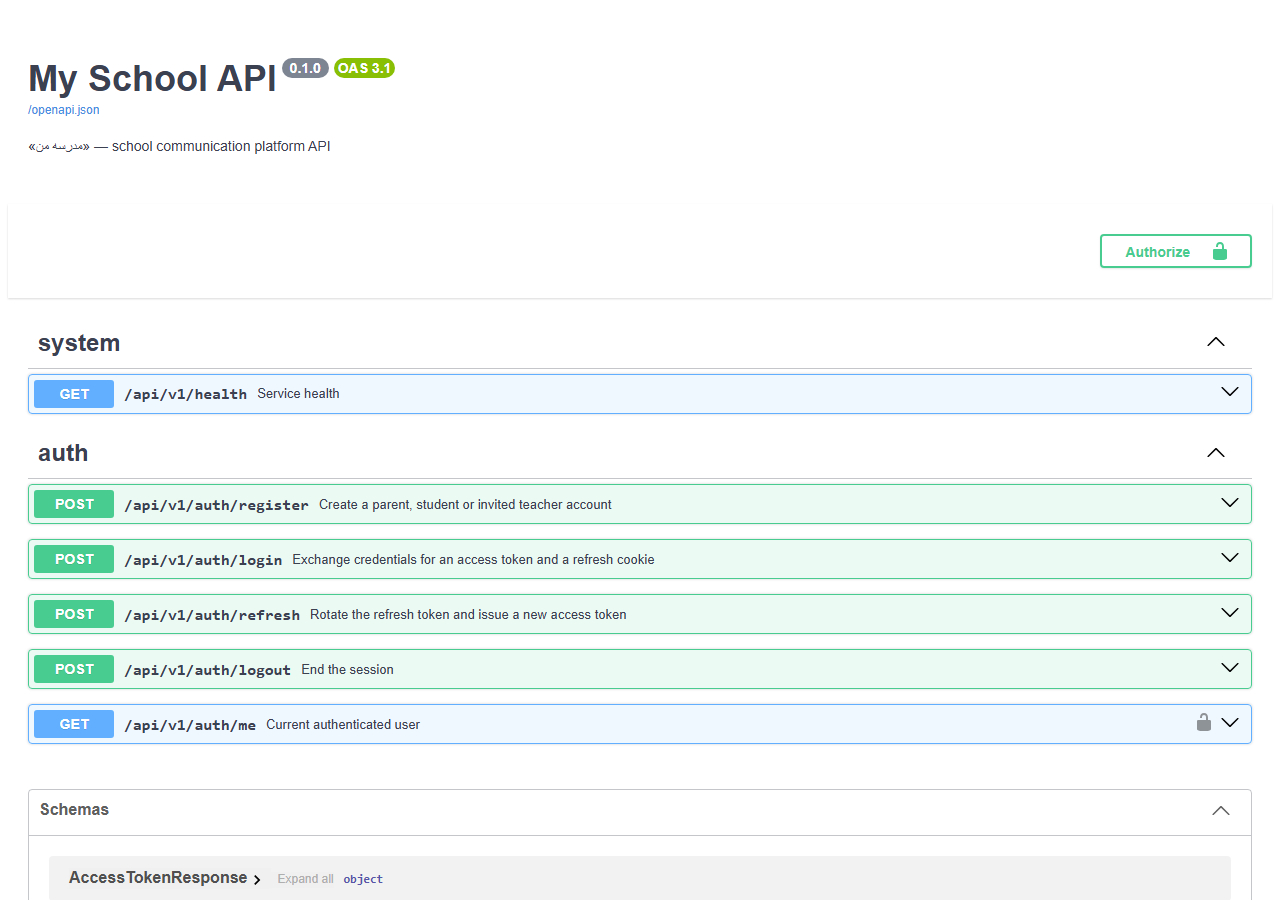 My School API 0.1.0 OAS 3.1
/openapi.json
«مدرسه من» — school communication platform API
Authorize
system
GET /api/v1/health Service health
auth
POST /api/v1/auth/register Create a parent, student or invited teacher account
POST /api/v1/auth/login Exchange credentials for an access token and a refresh cookie
POST /api/v1/auth/refresh Rotate the refresh token and issue a new access token
POST /api/v1/auth/logout End the session
GET /api/v1/auth/me Current authenticated user
Schemas
AccessTokenResponse Expand all object